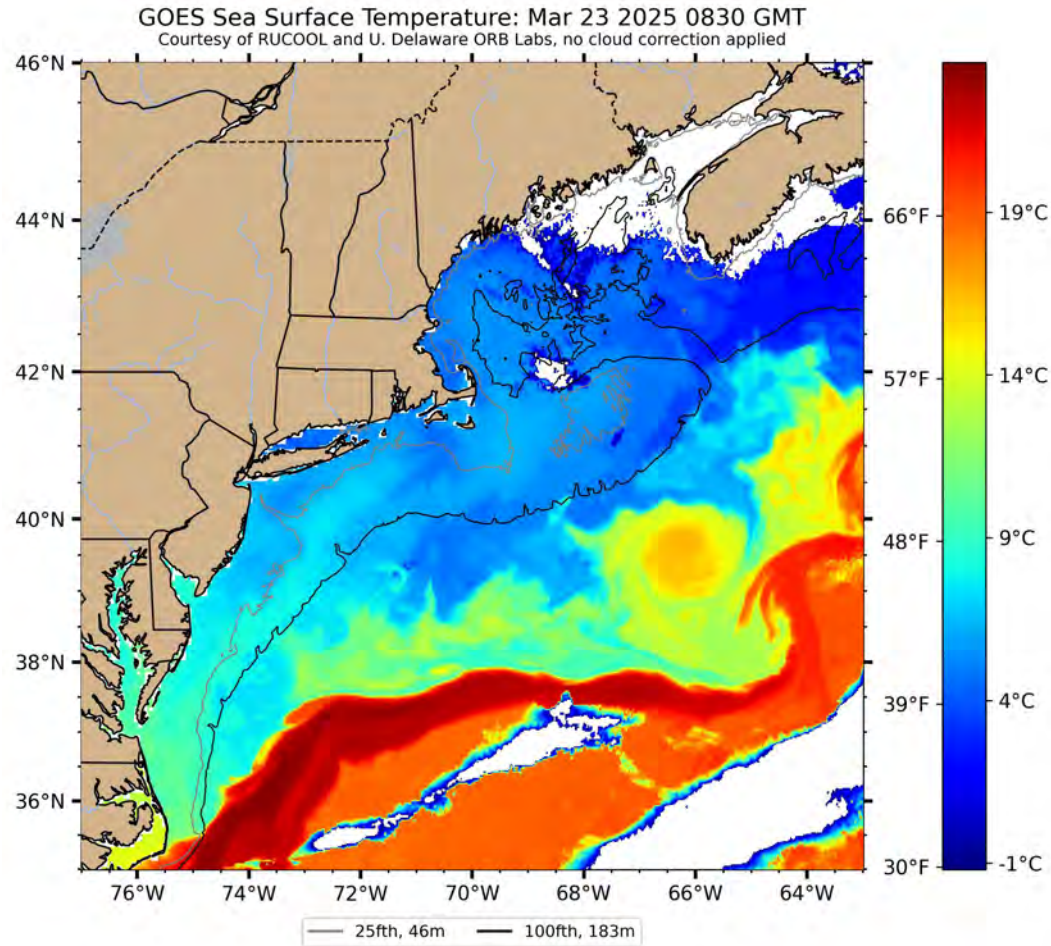 GOES Sea Surface Temperature: Mar 23 2025 0830 GMT
Courtesy of RUCOOL and U. Delaware ORB Labs, no cloud correction applied
46°N
44°N
42°N
40°N
38°N
36°N
76°W 74°W 72°W 70°W 68°W 66°W 64°W
66°F 19°C
57°F 14°C
48°F 9°C
39°F 4°C
30°F -1°C
25fth, 46m 100fth, 183m